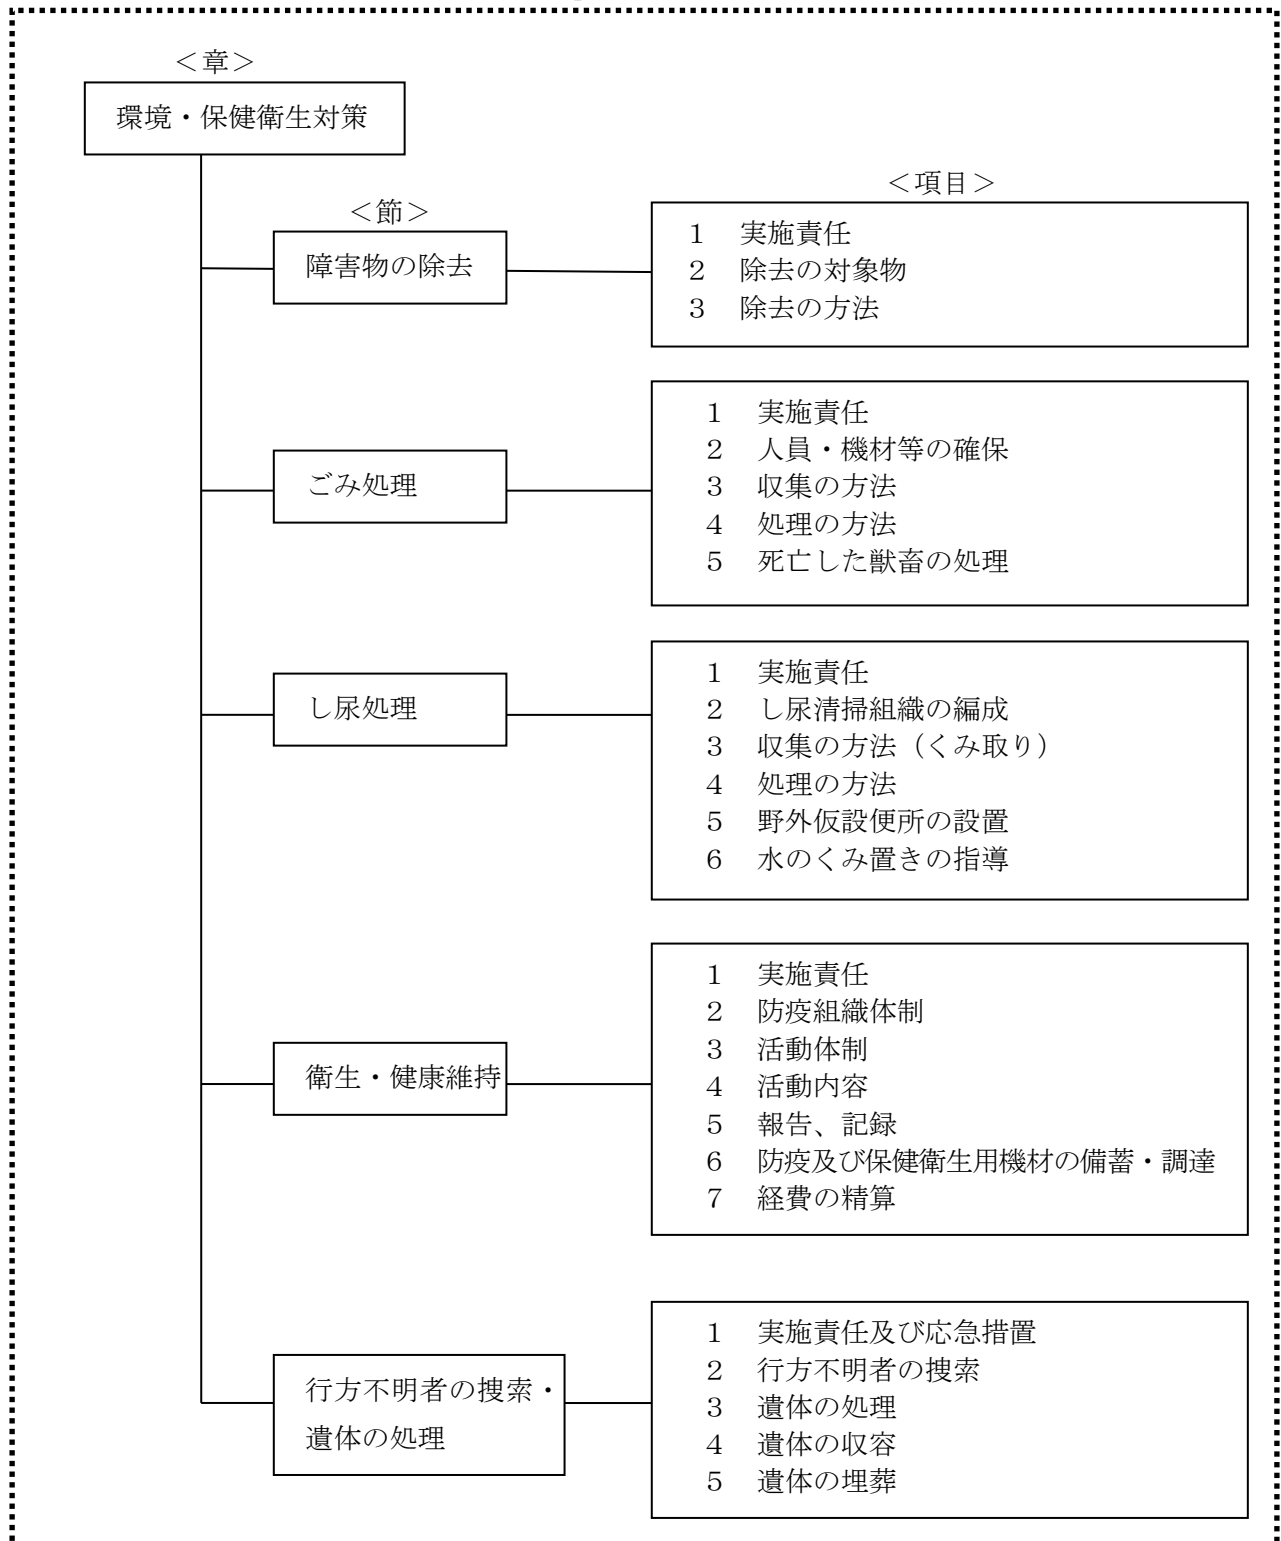 ＜章＞
環境・保健衛生対策
＜節＞
＜項目＞
障害物の除去
１　実施責任
２　除去の対象物
３　除去の方法
ごみ処理
１　実施責任
２　人員・機材等の確保
３　収集の方法
４　処理の方法
５　死亡した獣畜の処理
し尿処理
１　実施責任
２　し尿清掃組織の編成
３　収集の方法（くみ取り）
４　処理の方法
５　野外仮設便所の設置
６　水のくみ置きの指導
衛生・健康維持
１　実施責任
２　防疫組織体制
３　活動体制
４　活動内容
５　報告、記録
６　防疫及び保健衛生用機材の備蓄・調達
７　経費の精算
行方不明者の捜索・
遺体の処理
１　実施責任及び応急措置
２　行方不明者の捜索
３　遺体の処理
４　遺体の収容
５　遺体の埋葬